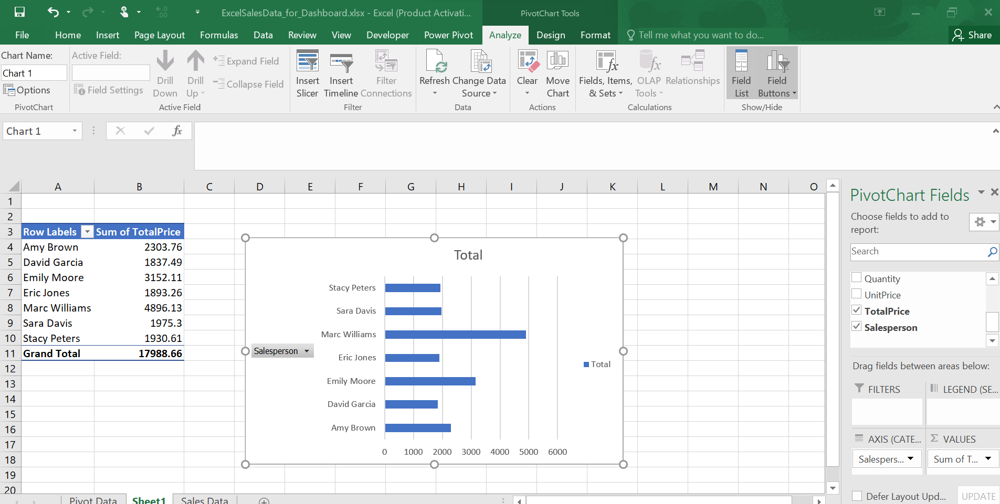 ExcelSalesData_for_Dashboard.xlsx - Excel (Product Activati...
PivotChart Tools
File Home Insert Page Layout Formulas Data Review View Developer Power Pivot Analyze Design Format Tell me what you want to do... Share
Chart Name:
Chart 1
Options
PivotChart
Active Field:
Field Settings
Drill Down
Drill Up
Expand Field
Collapse Field
Active Field
Insert Slicer
Insert Timeline
Filter Connections
Filter
Refresh
Change Data Source
Data
Clear
Move Chart
Actions
Fields, Items, & Sets
OLAP Tools
Relationships
Calculations
Field List
Field Buttons
Show/Hide
Chart 1
fx
A B C D E F G H I J K L M N O
1
2
3 Row Labels Sum of TotalPrice
4 Amy Brown 2303.76
5 David Garcia 1837.49
6 Emily Moore 3152.11
7 Eric Jones 1893.26
8 Marc Williams 4896.13
9 Sara Davis 1975.3
10 Stacy Peters 1930.61
11 Grand Total 17988.66
12
13
14
15
16
17
18
19
20
Total
Stacy Peters
Sara Davis
Marc Williams
Salesperson
Eric Jones
Total
Emily Moore
David Garcia
Amy Brown
0 1000 2000 3000 4000 5000 6000
PivotChart Fields
Choose fields to add to
report:
Search
Quantity
UnitPrice
TotalPrice
Salesperson
Drag fields between areas below:
FILTERS
LEGEND (SE...
AXIS (CATE...
Σ VALUES
Salespers...
Sum of T...
Defer Layout Upd...
UPDATE
Pivot Data Sheet1 Sales Data